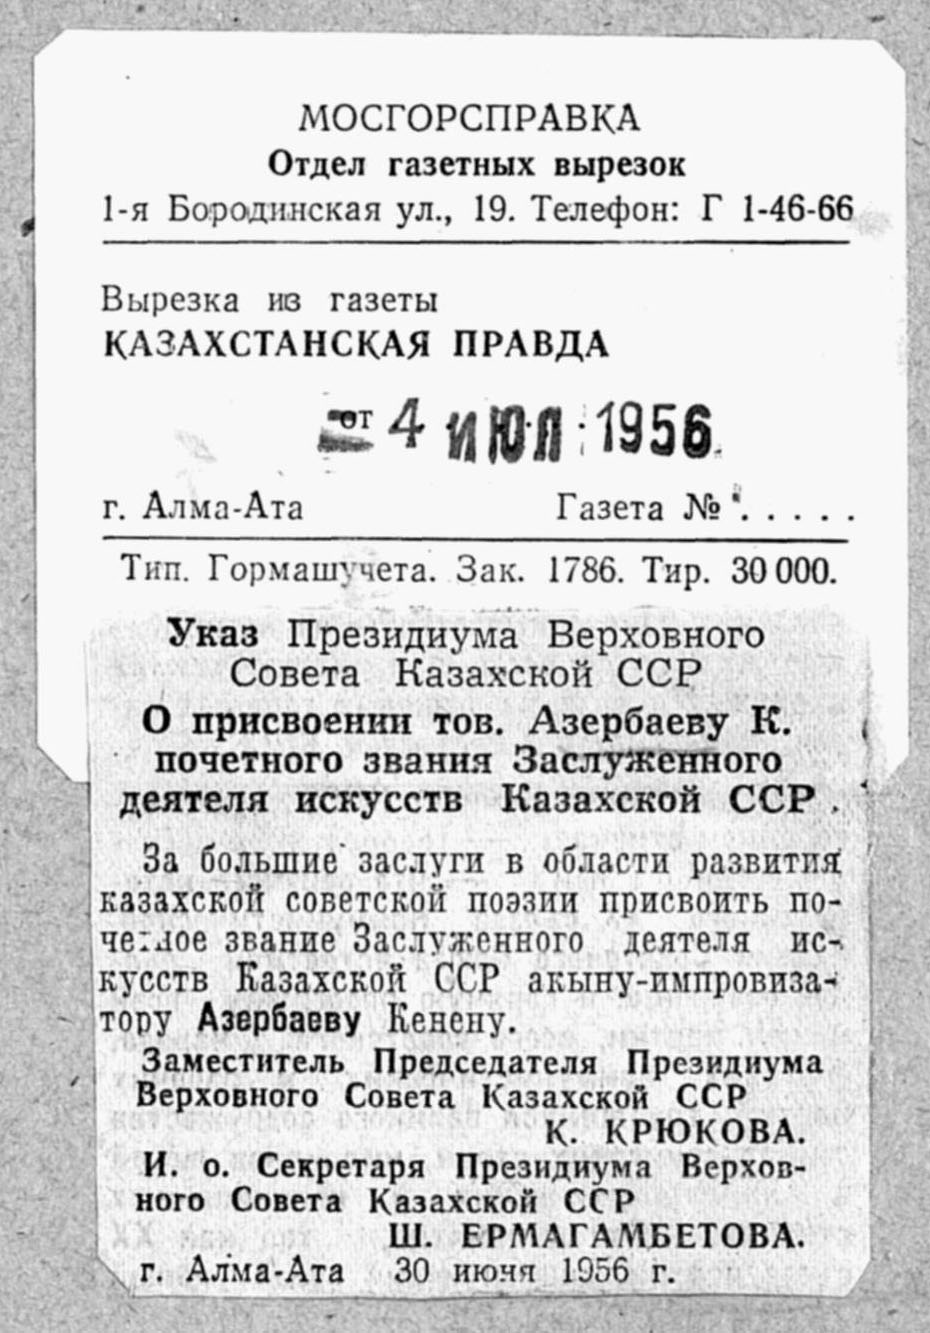 МОСГОРСПРАВКА
Отдел газетных вырезок
1-я Бородинская ул., 19. Телефон: Г 1-46-66
Вырезка из газеты
КАЗАХСТАНСКАЯ ПРАВДА
от 4 ИЮЛ 1956
г. Алма-Ата Газета № . . . . .
Тип. Гормашучета. Зак. 1786. Тир. 30 000.
Указ Президиума Верховного
Совета Казахской ССР
О присвоении тов. Азербаеву К.
почетного звания Заслуженного
деятеля искусств Казахской ССР.
За большие заслуги в области развития
казахской советской поэзии присвоить по-
четное звание Заслуженного деятеля ис-
кусств Казахской ССР акыну-импровиза-
тору Азербаеву Кенену.
Заместитель Председателя Президиума
Верховного Совета Казахской ССР
К. КРЮКОВА.
И. о. Секретаря Президиума Верхов-
ного Совета Казахской ССР
Ш. ЕРМАГАМБЕТОВА.
г. Алма-Ата 30 июня 1956 г.